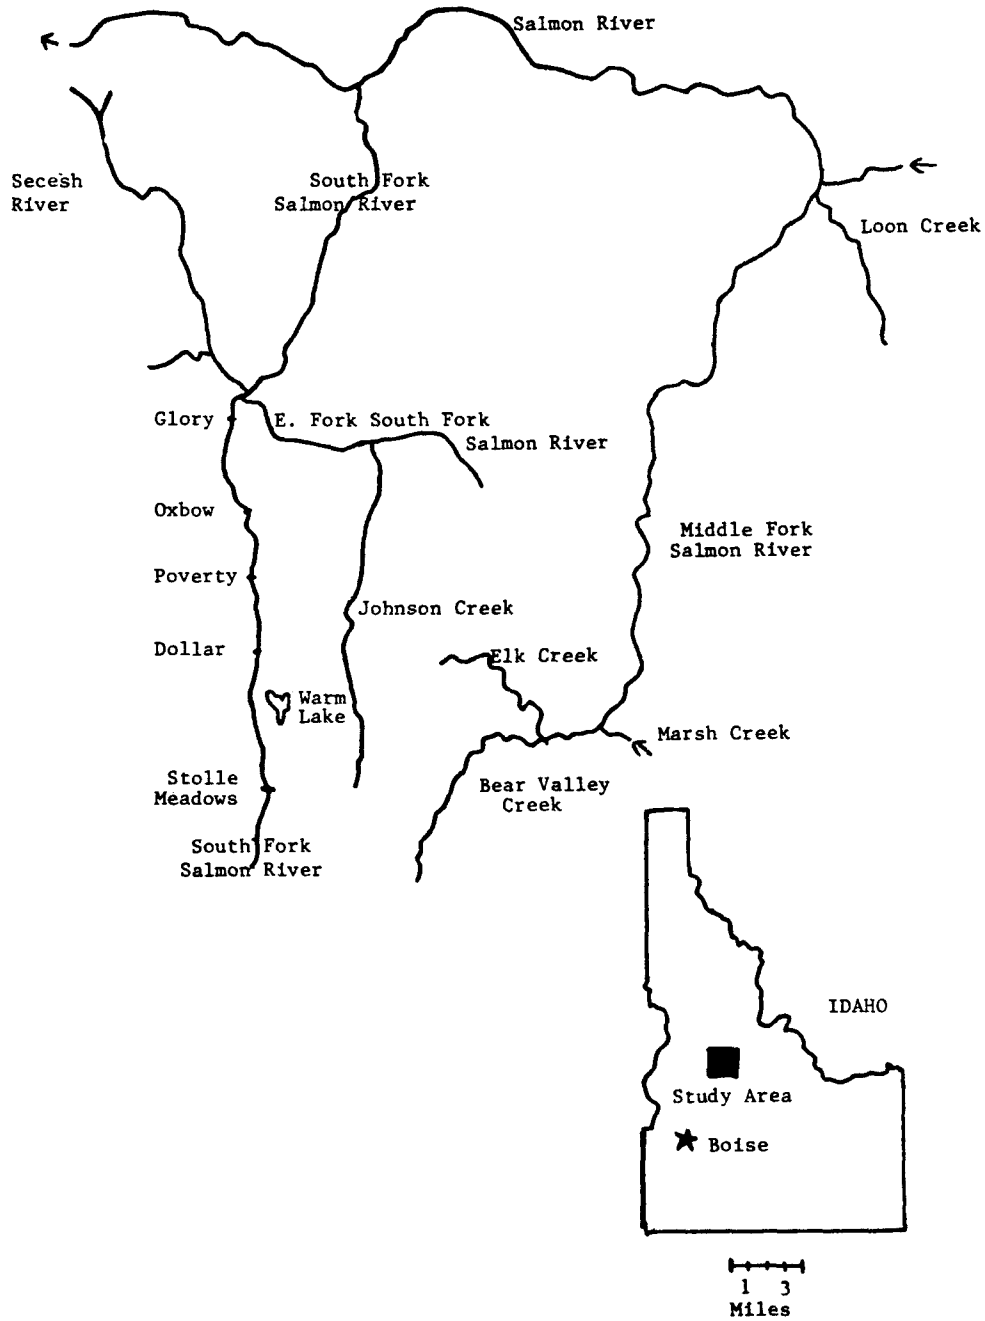 Salmon River
Secesh
River
South Fork
Salmon River
Loon Creek
Glory
E. Fork South Fork
Salmon River
Oxbow
Middle Fork
Salmon River
Poverty
Johnson Creek
Dollar
Elk Creek
Warm
Lake
Marsh Creek
Stolle
Meadows
Bear Valley
Creek
South Fork
Salmon River
IDAHO
Study Area
Boise
1 3
Miles